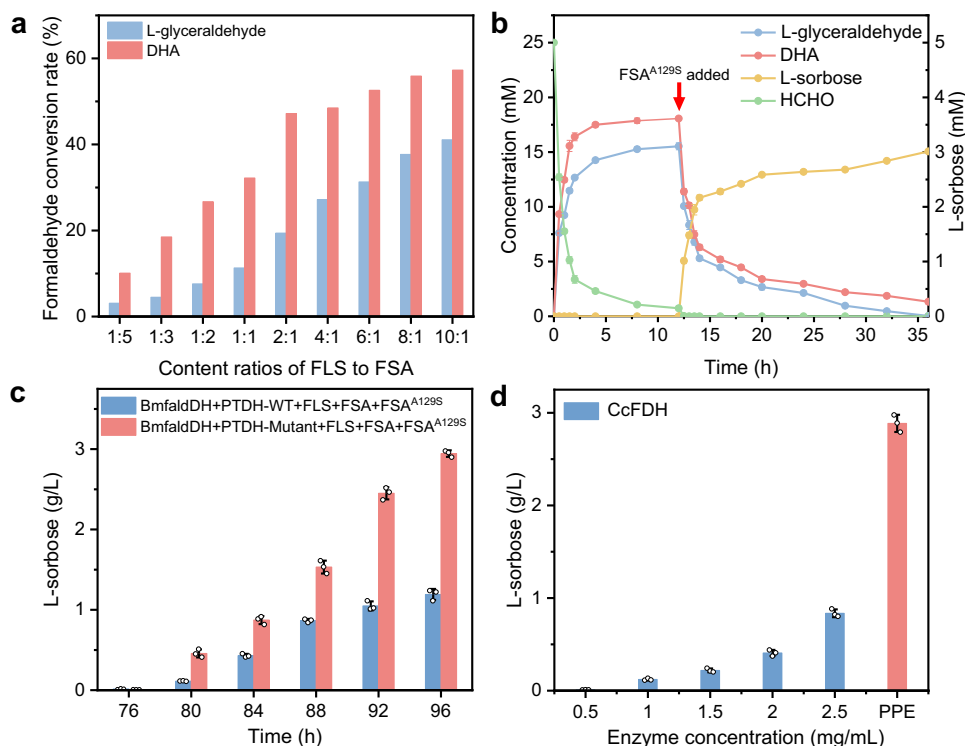 a
Formaldehyde conversion rate (%)
60
40
20
0
L-glyceraldehyde
DHA
1:5 1:3 1:2 1:1 2:1 4:1 6:1 8:1 10:1
Content ratios of FLS to FSA
b
Concentration (mM)
25
20
15
10
5
0
L-glyceraldehyde
DHA
L-sorbose
HCHO
FSA^A129S added
5
4
3
2
1
0
L-sorbose (mM)
0 5 10 15 20 25 30 35
Time (h)
c
L-sorbose (g/L)
3
2
1
0
BmfaldDH+PTDH-WT+FLS+FSA+FSA^A129S
BmfaldDH+PTDH-Mutant+FLS+FSA+FSA^A129S
76 80 84 88 92 96
Time (h)
d
L-sorbose (g/L)
3
2
1
0
CcFDH
0.5 1 1.5 2 2.5 PPE
Enzyme concentration (mg/mL)